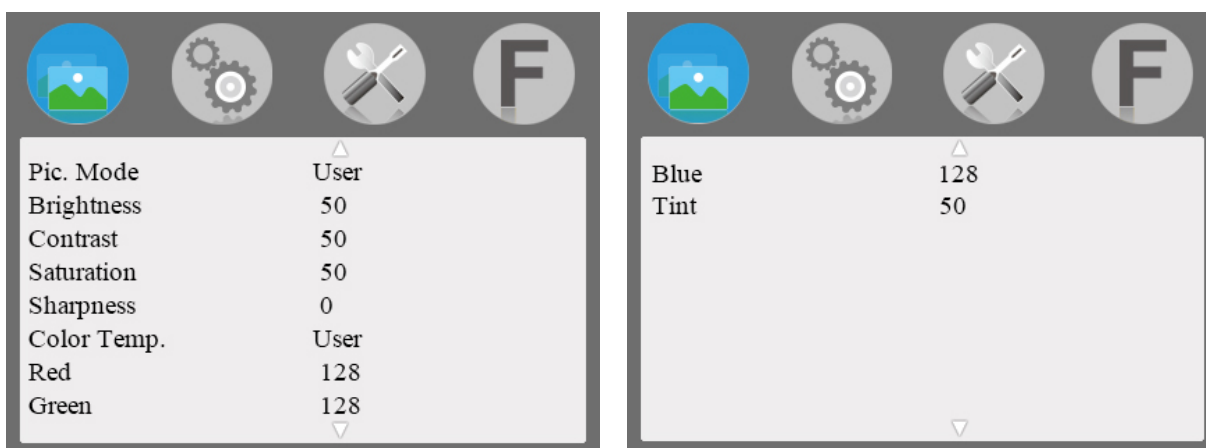 F
Pic. Mode User
Brightness 50
Contrast 50
Saturation 50
Sharpness 0
Color Temp. User
Red 128
Green 128
F
Blue 128
Tint 50